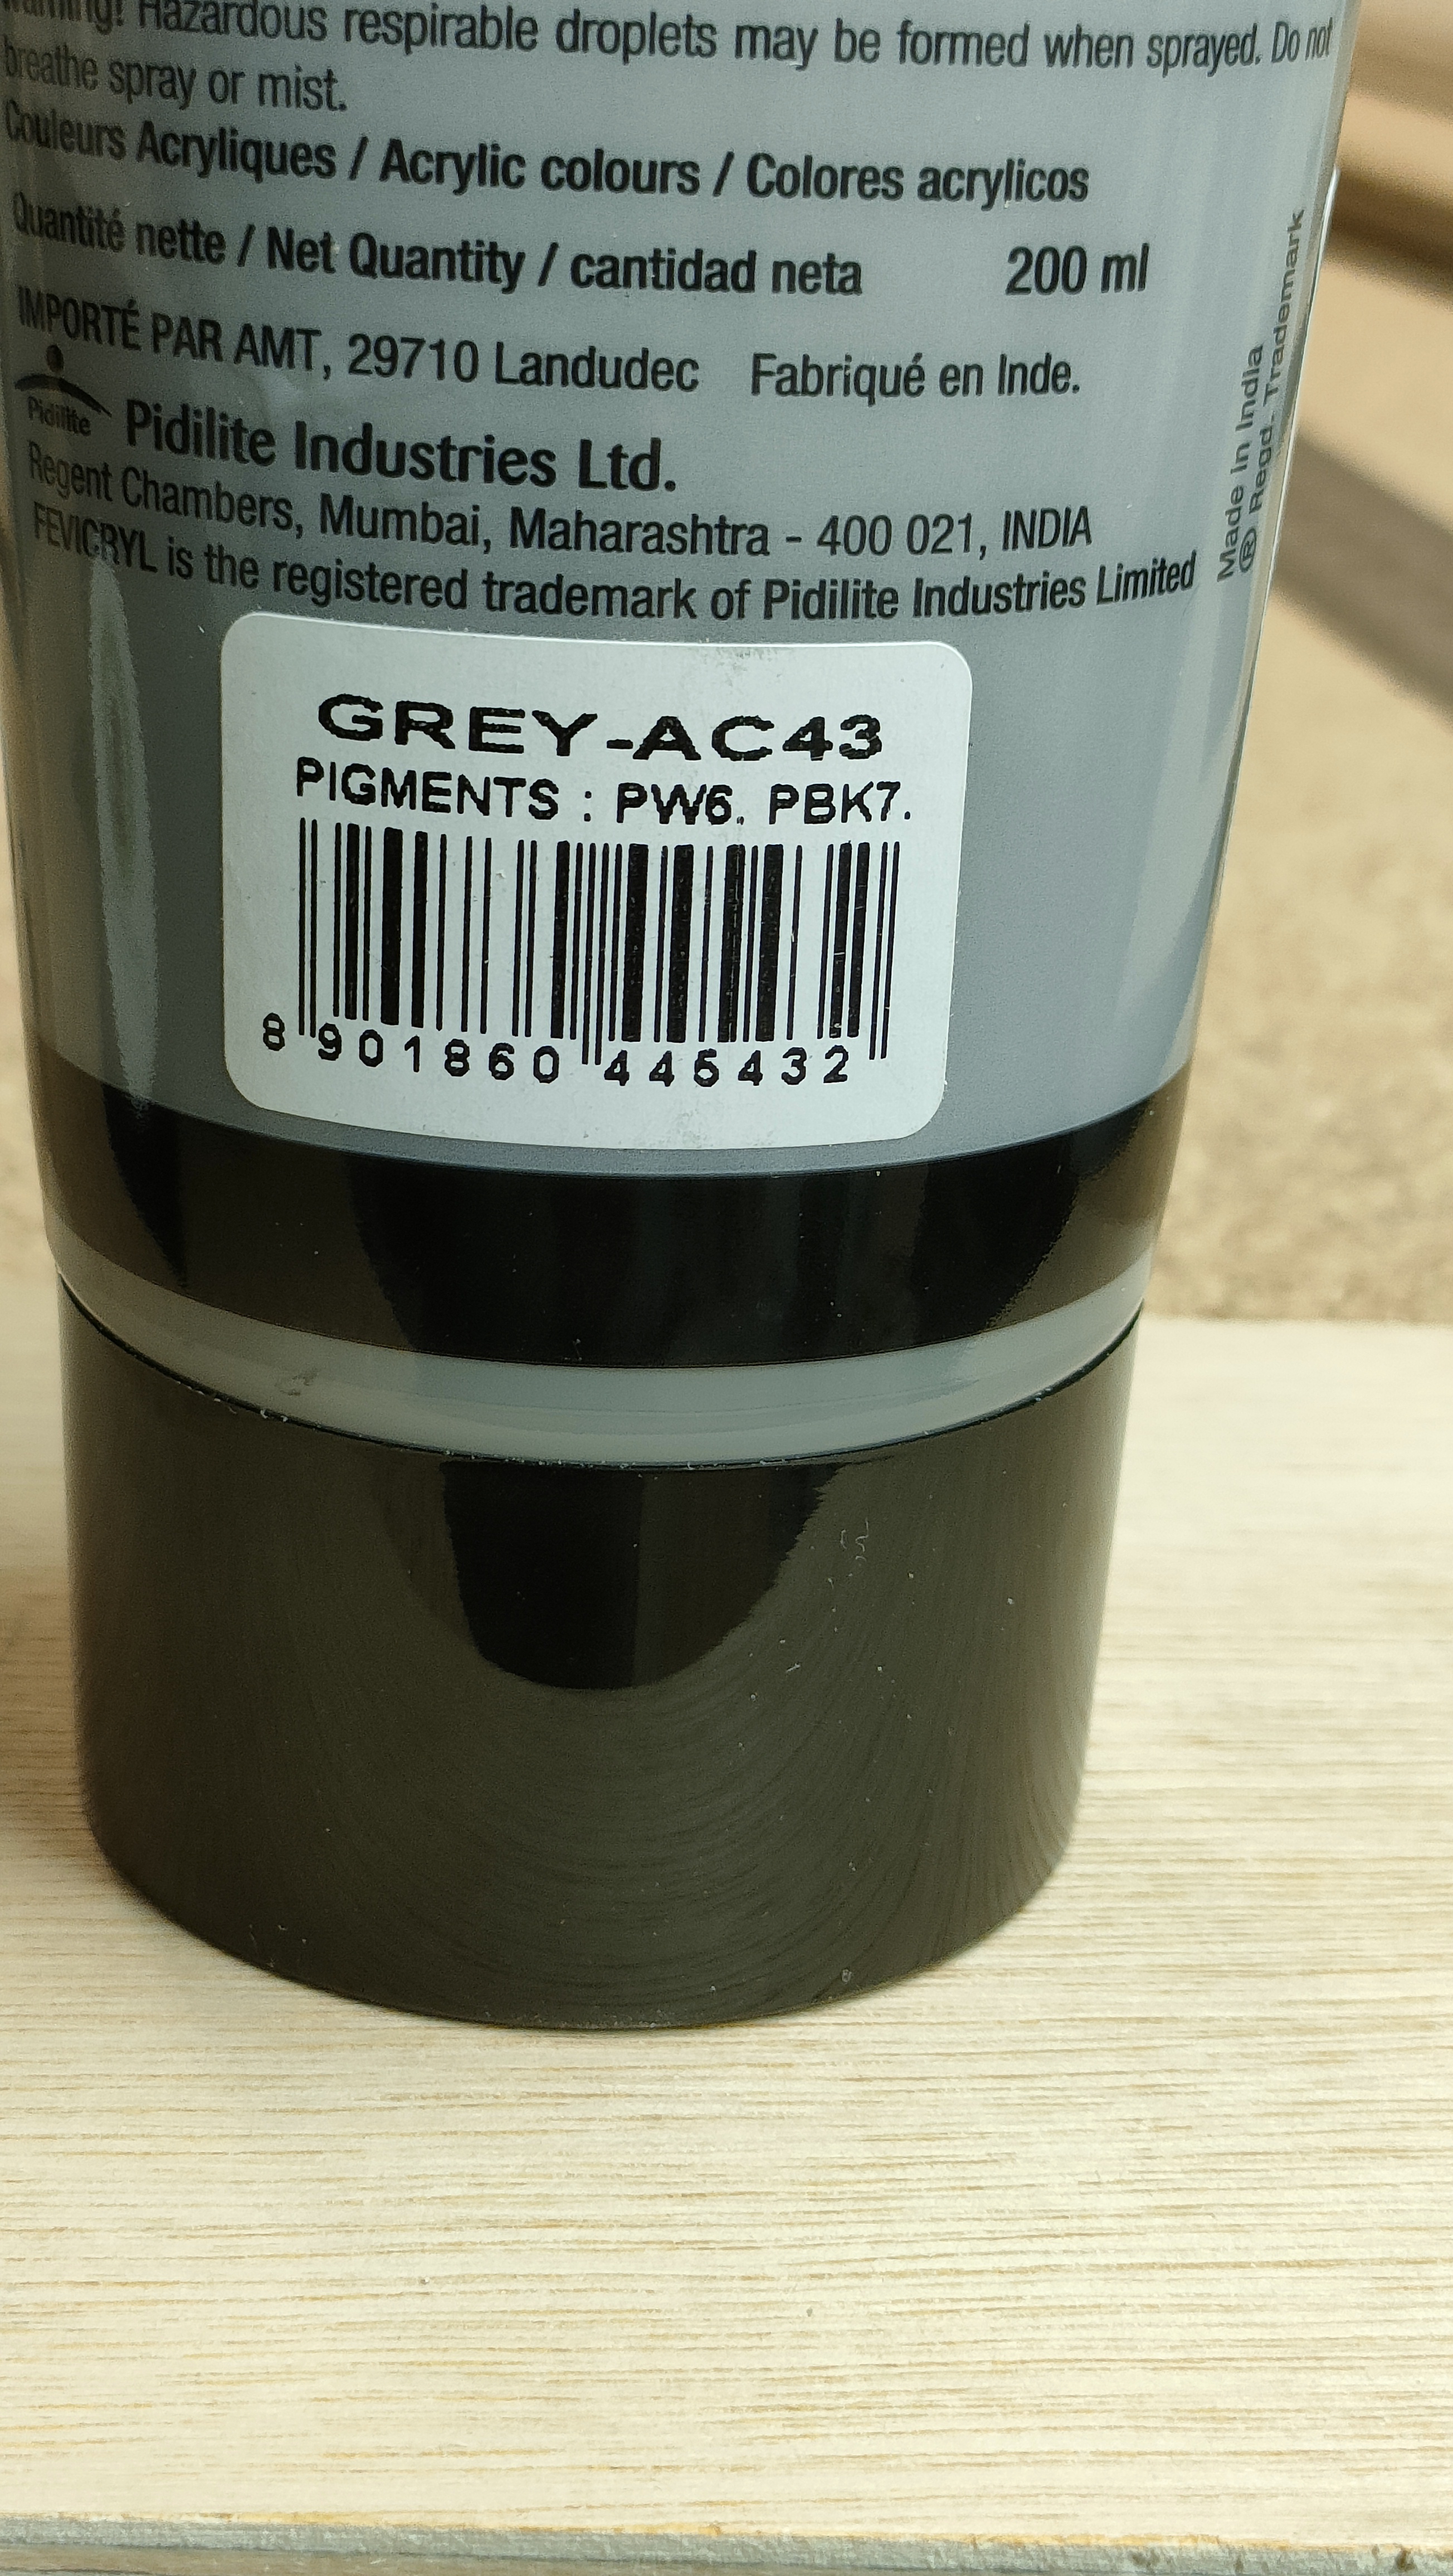 Warning! Hazardous respirable droplets may be formed when sprayed. Do not
breathe spray or mist.
Couleurs Acryliques / Acrylic colours / Colores acrylicos
Quantité nette / Net Quantity / cantidad neta 200 ml
IMPORTÉ PAR AMT, 29710 Landudec Fabriqué en Inde.
Pidilite
Pidilite Industries Ltd.
Regent Chambers, Mumbai, Maharashtra - 400 021, INDIA
FEVICRYL is the registered trademark of Pidilite Industries Limited
Made In India
® Regd. Trademark
GREY-AC43
PIGMENTS : PW6. PBK7.
8 901860 445432